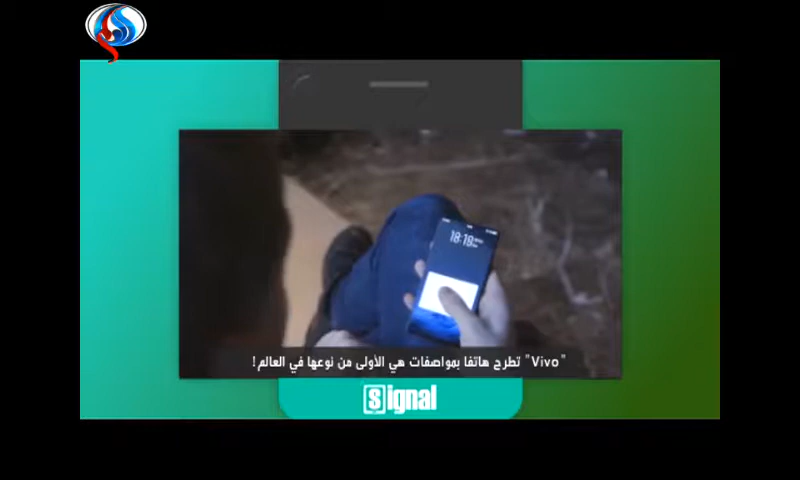 18:18
"Vivo" تطرح هاتفا بمواصفات هي الأولى من نوعها في العالم!
signal